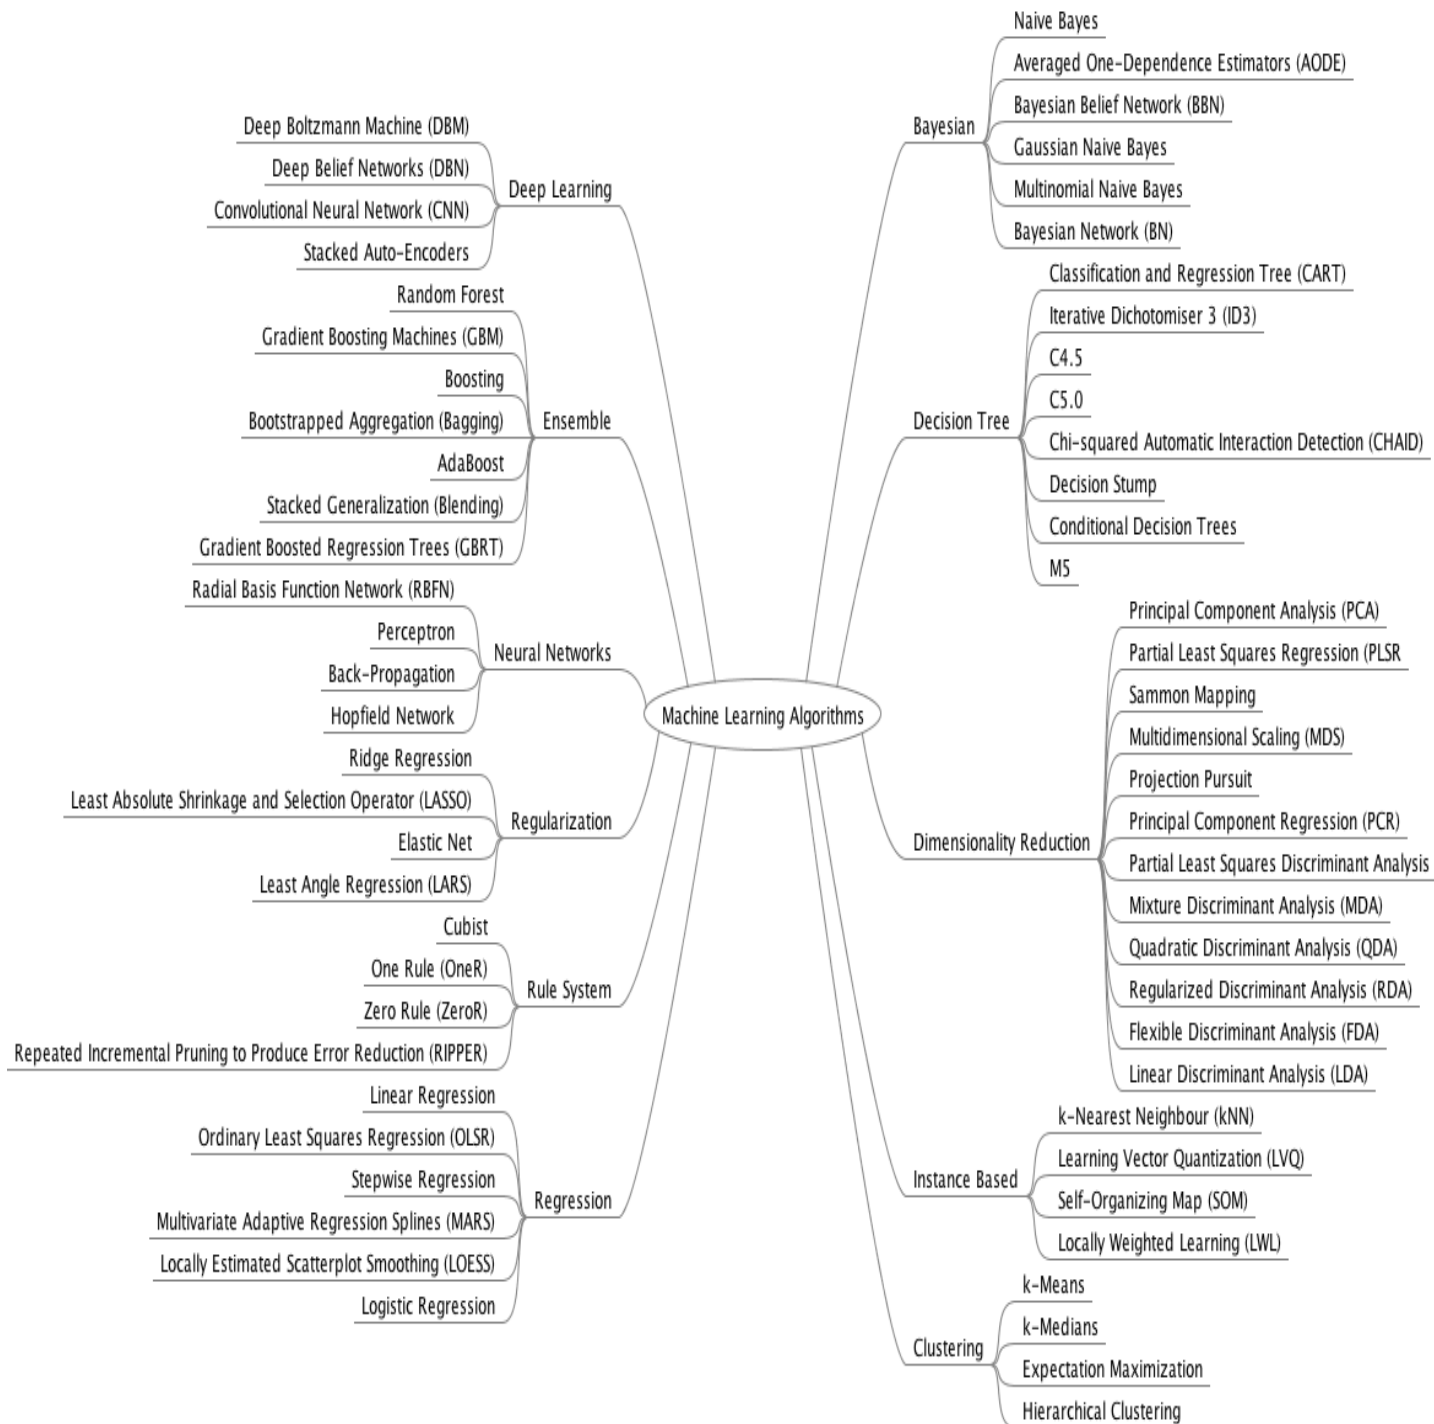 Deep Boltzmann Machine (DBM)
Deep Belief Networks (DBN)
Convolutional Neural Network (CNN)
Stacked Auto-Encoders
Deep Learning
Random Forest
Gradient Boosting Machines (GBM)
Boosting
Bootstrapped Aggregation (Bagging)
AdaBoost
Stacked Generalization (Blending)
Gradient Boosted Regression Trees (GBRT)
Ensemble
Radial Basis Function Network (RBFN)
Perceptron
Back-Propagation
Hopfield Network
Neural Networks
Ridge Regression
Least Absolute Shrinkage and Selection Operator (LASSO)
Elastic Net
Least Angle Regression (LARS)
Regularization
Cubist
One Rule (OneR)
Zero Rule (ZeroR)
Repeated Incremental Pruning to Produce Error Reduction (RIPPER)
Rule System
Linear Regression
Ordinary Least Squares Regression (OLSR)
Stepwise Regression
Multivariate Adaptive Regression Splines (MARS)
Locally Estimated Scatterplot Smoothing (LOESS)
Logistic Regression
Regression
Machine Learning Algorithms
Bayesian
Naive Bayes
Averaged One-Dependence Estimators (AODE)
Bayesian Belief Network (BBN)
Gaussian Naive Bayes
Multinomial Naive Bayes
Bayesian Network (BN)
Decision Tree
Classification and Regression Tree (CART)
Iterative Dichotomiser 3 (ID3)
C4.5
C5.0
Chi-squared Automatic Interaction Detection (CHAID)
Decision Stump
Conditional Decision Trees
M5
Dimensionality Reduction
Principal Component Analysis (PCA)
Partial Least Squares Regression (PLSR
Sammon Mapping
Multidimensional Scaling (MDS)
Projection Pursuit
Principal Component Regression (PCR)
Partial Least Squares Discriminant Analysis
Mixture Discriminant Analysis (MDA)
Quadratic Discriminant Analysis (QDA)
Regularized Discriminant Analysis (RDA)
Flexible Discriminant Analysis (FDA)
Linear Discriminant Analysis (LDA)
Instance Based
k-Nearest Neighbour (kNN)
Learning Vector Quantization (LVQ)
Self-Organizing Map (SOM)
Locally Weighted Learning (LWL)
Clustering
k-Means
k-Medians
Expectation Maximization
Hierarchical Clustering